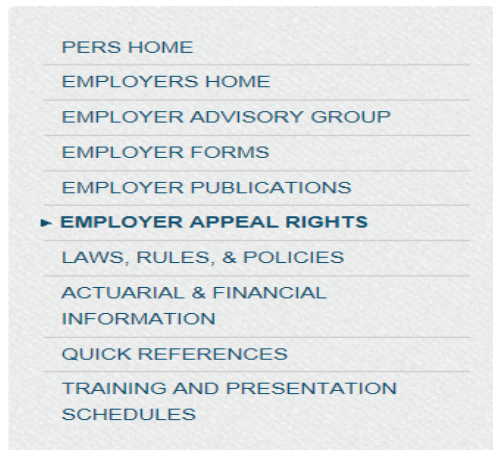 PERS HOME
EMPLOYERS HOME
EMPLOYER ADVISORY GROUP
EMPLOYER FORMS
EMPLOYER PUBLICATIONS
► EMPLOYER APPEAL RIGHTS
LAWS, RULES, & POLICIES
ACTUARIAL & FINANCIAL
INFORMATION
QUICK REFERENCES
TRAINING AND PRESENTATION
SCHEDULES